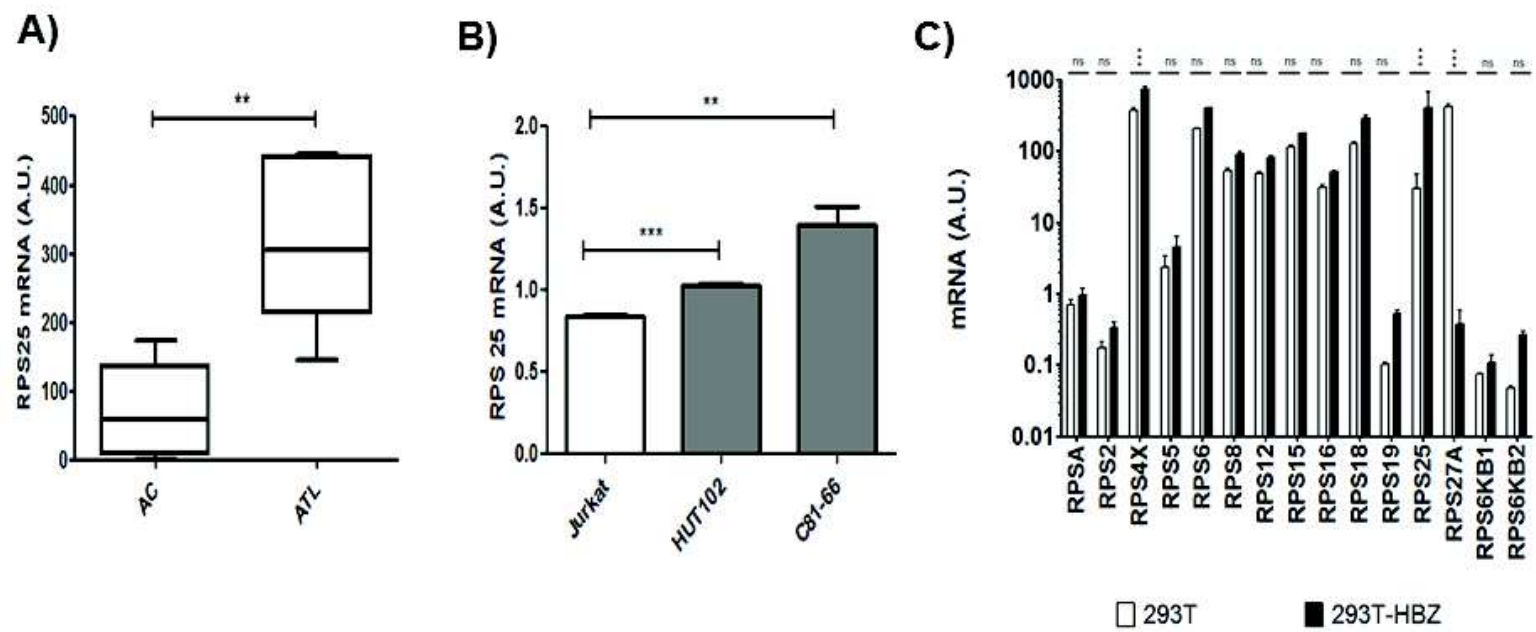 A)
RPS25 mRNA (A.U.)
500
400
300
200
100
0
**
AC
ATL
B)
RPS 25 mRNA (A.U.)
2.0
1.5
1.0
0.5
0.0
**
***
Jurkat
HUT102
C81-66
C)
mRNA (A.U.)
1000
100
10
1
0.1
0.01
ns ns **** ns ns ns ns ns ns ns ns **** **** ns ns
RPSA
RPS2
RPS4X
RPS5
RPS6
RPS8
RPS12
RPS15
RPS16
RPS18
RPS19
RPS25
RPS27A
RPS6KB1
RPS6KB2
293T
293T-HBZ